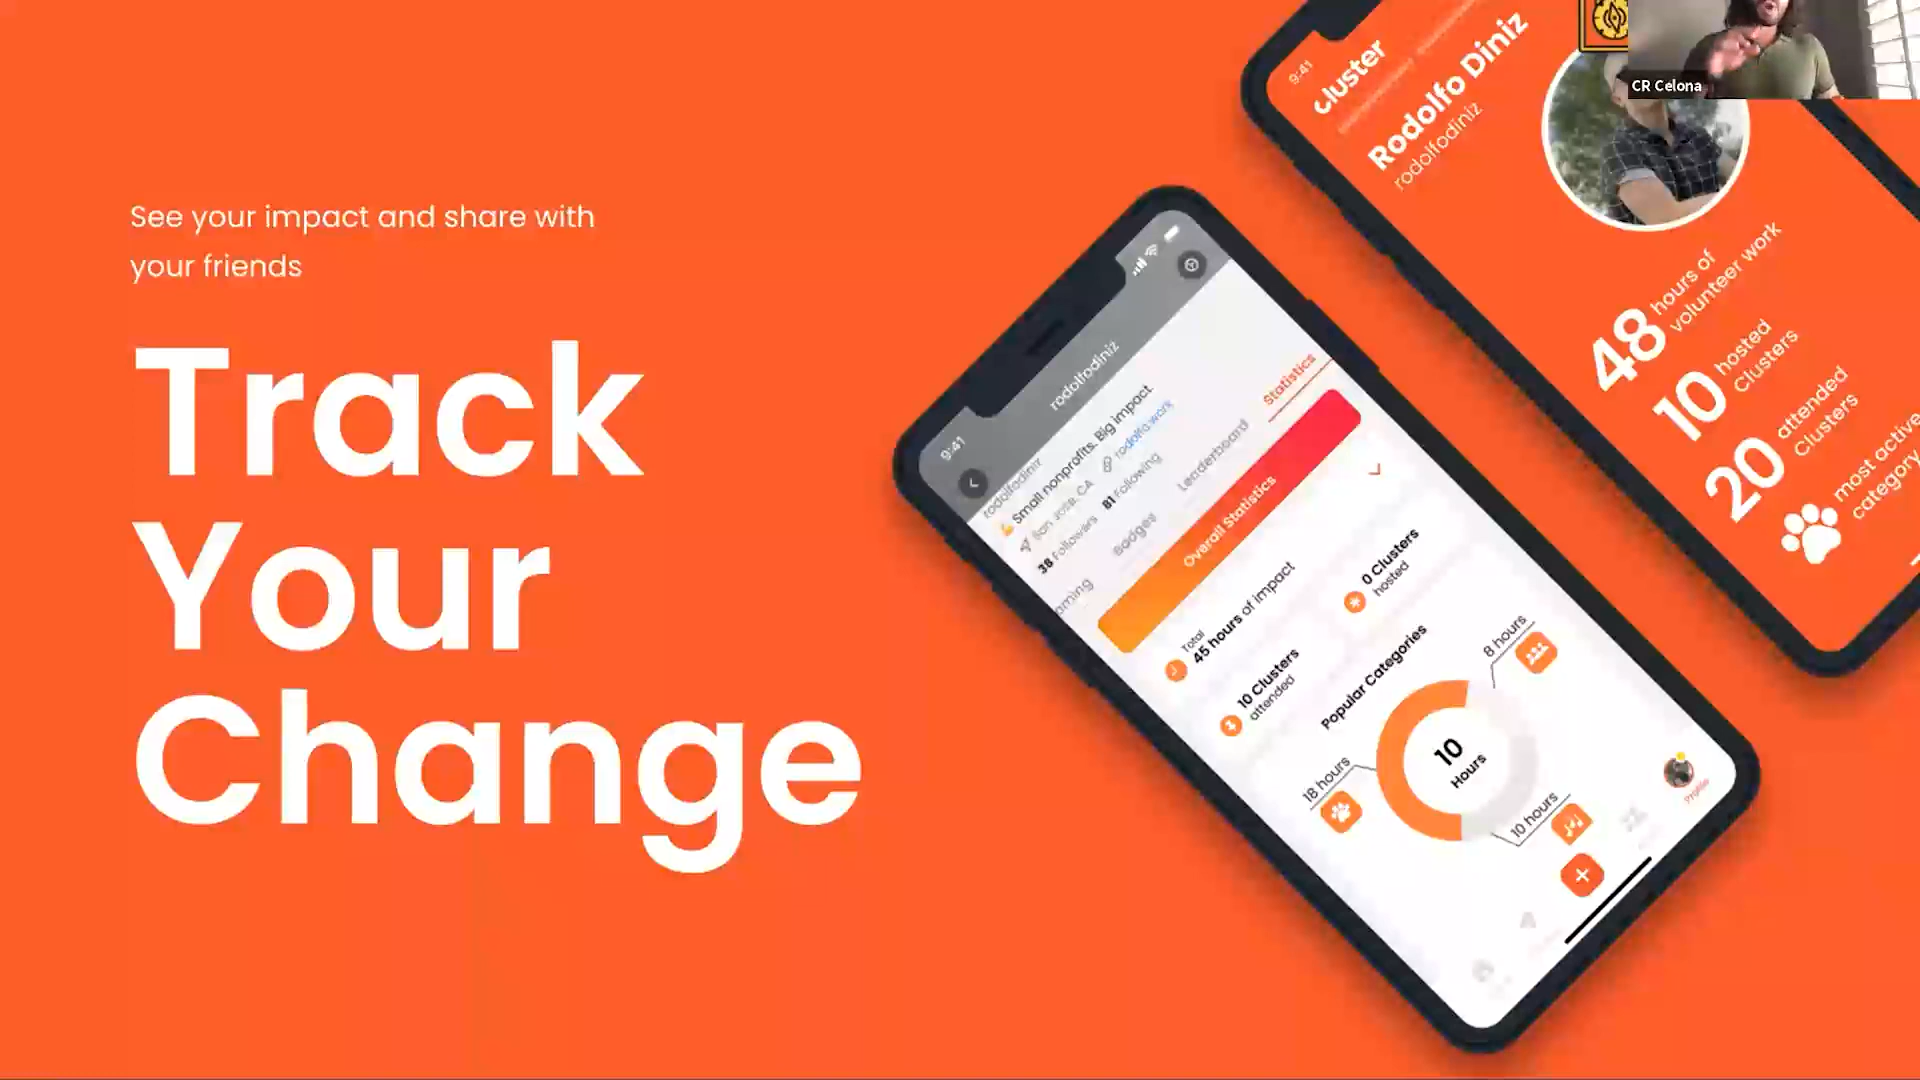 See your impact and share with
your friends
Track
Your
Change
9:41
cluster
Rodolfo Diniz
rodolfodiniz
48 hours of
volunteer work
10 hosted
Clusters
20 attended
Clusters
most active
category
CR Celona
9:41
rodolfodiniz
rodolfodiniz
Small nonprofits. Big impact.
San Jose, CA
rodolfo.work
38 Followers
81 Following
oming
Badges
Leaderboard
Statistics
Overall Statistics
Total
45 hours of impact
0 Clusters
hosted
10 Clusters
attended
Popular Categories
8 hours
18 hours
10
Hours
10 hours
Profile